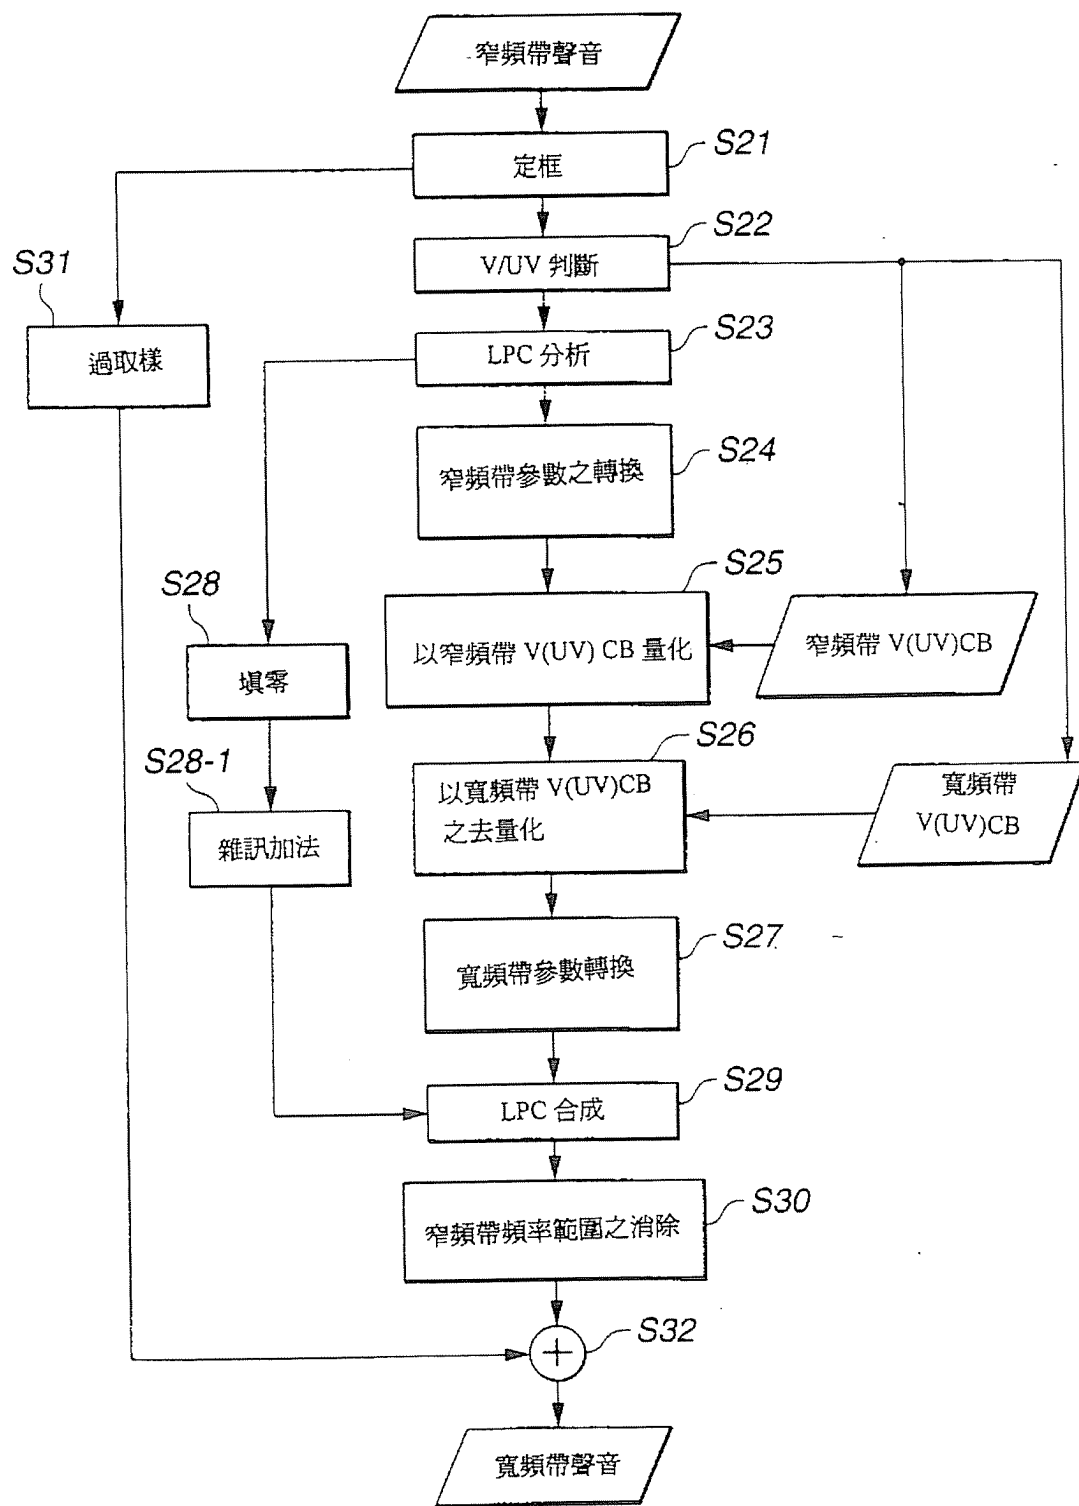 窄頻帶聲音
S21
定框
S22
V/UV 判斷
S31
過取樣
S23
LPC 分析
S24
窄頻帶參數之轉換
S25
以窄頻帶 V(UV) CB 量化
窄頻帶 V(UV)CB
S28
塡零
S26
以寬頻帶 V(UV)CB
之去量化
寬頻帶
V(UV)CB
S28-1
雜訊加法
S27
寬頻帶參數轉換
S29
LPC 合成
S30
窄頻帶頻率範圍之消除
S32
+
寬頻帶聲音